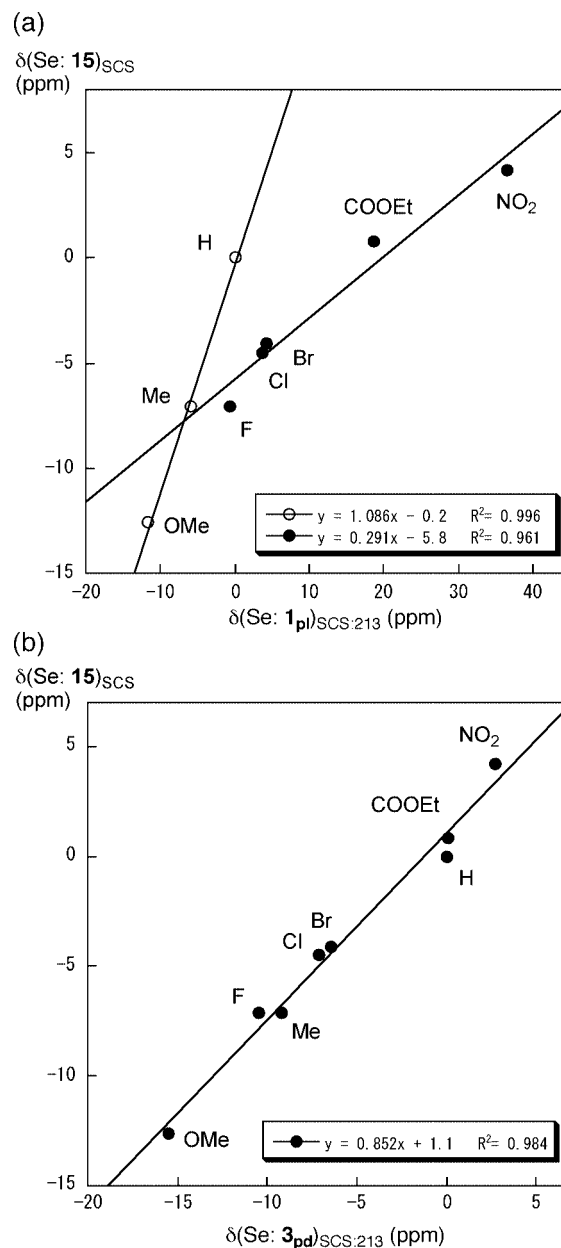 (a)
δ(Se: 15)SCS
(ppm)
5
0
−5
−10
−15
COOEt
NO2
H
Br
Cl
Me
F
OMe
y = 1.086x − 0.2 R2= 0.996
y = 0.291x − 5.8 R2= 0.961
−20 −10 0 10 20 30 40
δ(Se: 1pl)SCS:213 (ppm)
(b)
δ(Se: 15)SCS
(ppm)
5
0
−5
−10
−15
NO2
COOEt
H
Br
Cl
F
Me
OMe
y = 0.852x + 1.1 R2= 0.984
−20 −15 −10 −5 0 5
δ(Se: 3pd)SCS:213 (ppm)